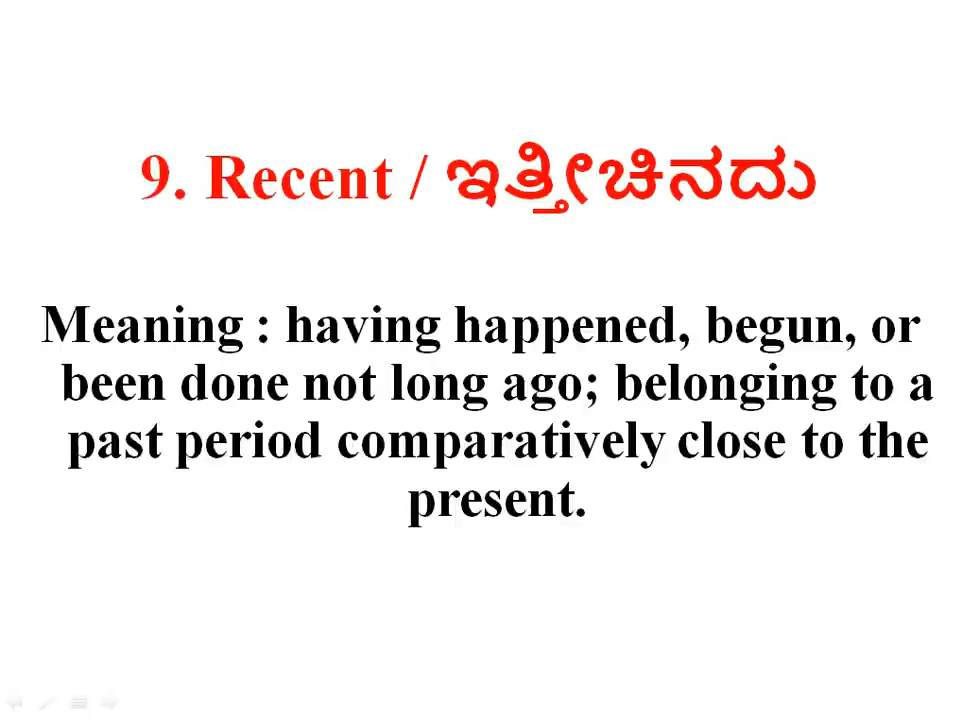 9. Recent / ಇತ್ತೀಚಿನದು
Meaning : having happened, begun, or
been done not long ago; belonging to a
past period comparatively close to the
present.